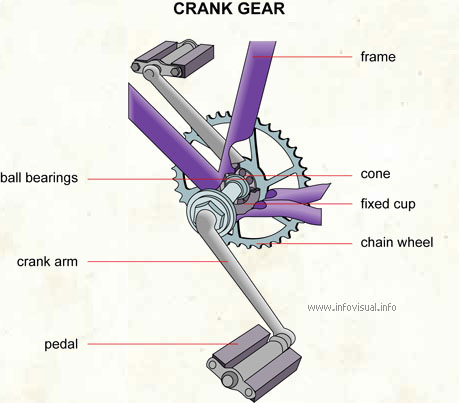 CRANK GEAR
frame
ball bearings
cone
fixed cup
chain wheel
crank arm
www.infovisual.info
pedal